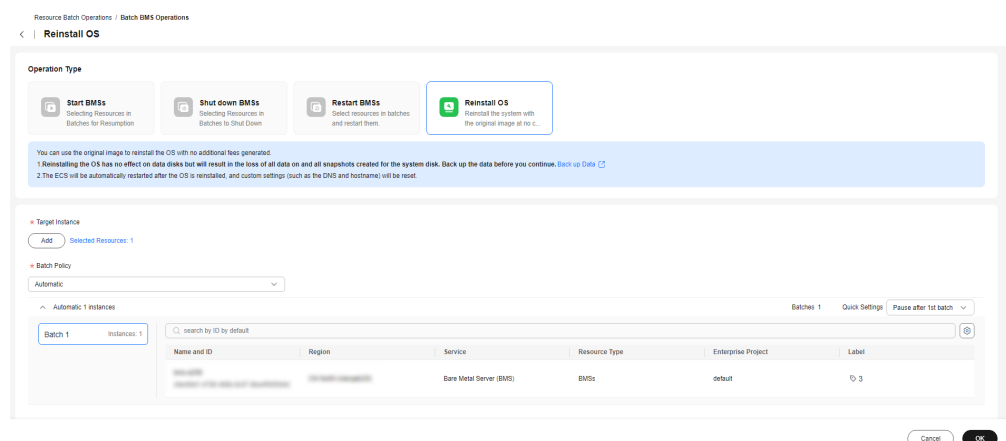 Resource Batch Operations / Batch BMS Operations
Reinstall OS
Operation Type
Start BMSs
Selecting Resources in
Batches for Resumption
Shut down BMSs
Selecting Resources in
Batches to Shut Down
Restart BMSs
Select resources in batches
and restart them.
Reinstall OS
Reinstall the system with
the original image at no c...
You can use the original image to reinstall the OS with no additional fees generated.
1.Reinstalling the OS has no effect on data disks but will result in the loss of all data on and all snapshots created for the system disk. Back up the data before you continue. Back up Data
2.The ECS will be automatically restarted after the OS is reinstalled, and custom settings (such as the DNS and hostname) will be reset.
* Target Instance
Add Selected Resources: 1
* Batch Policy
Automatic
Automatic 1 instances Batches 1 Quick Settings Pause after 1st batch
Batch 1 Instances: 1
search by ID by default
Name and ID Region Service Resource Type Enterprise Project Label
Bare Metal Server (BMS) BMSs default 3
Cancel OK